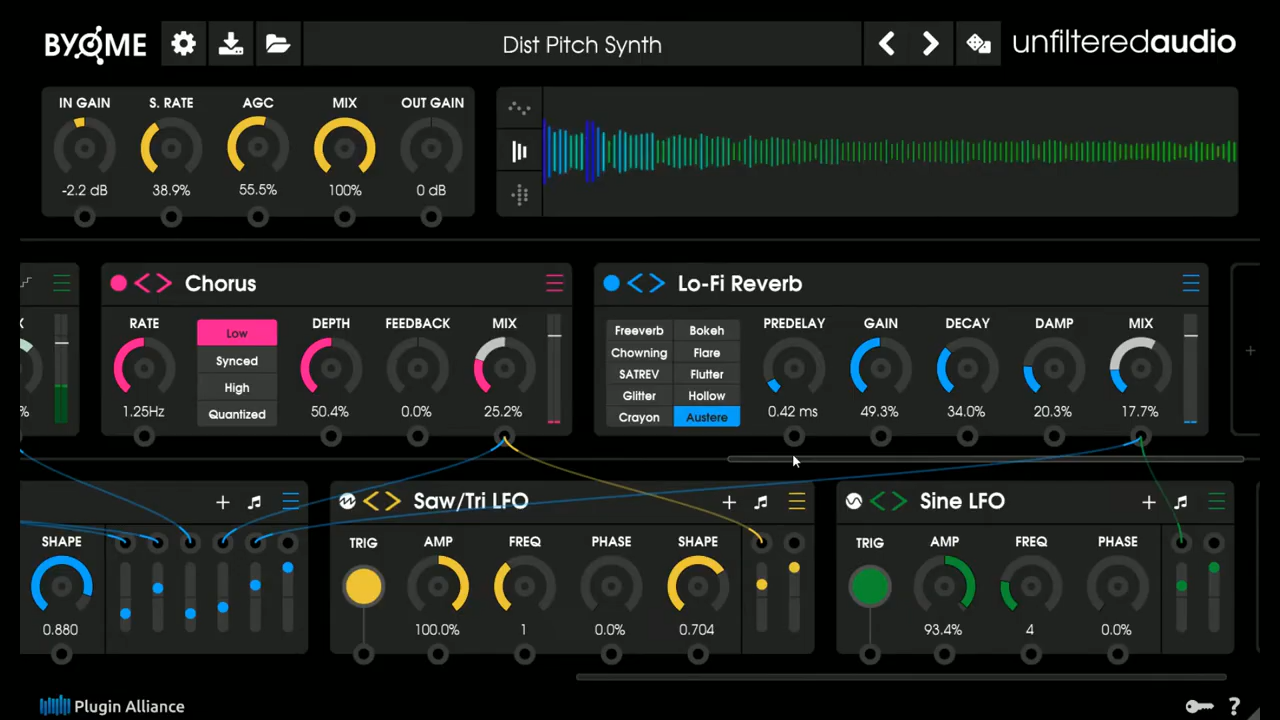 BYOME
Dist Pitch Synth
unfilteredaudio
IN GAIN S. RATE AGC MIX OUT GAIN
-2.2 dB 38.9% 55.5% 100% 0 dB
Chorus
RATE DEPTH FEEDBACK MIX
Low
Synced
High
Quantized
1.25Hz 50.4% 0.0% 25.2%
Lo-Fi Reverb
PREDELAY GAIN DECAY DAMP MIX
Freeverb Bokeh
Chowning Flare
SATREV Flutter
Glitter Hollow
Crayon Austere
0.42 ms 49.3% 34.0% 20.3% 17.7%
SHAPE
0.880
Saw/Tri LFO
TRIG AMP FREQ PHASE SHAPE
100.0% 1 0.0% 0.704
Sine LFO
TRIG AMP FREQ PHASE
93.4% 4 0.0%
Plugin Alliance
?